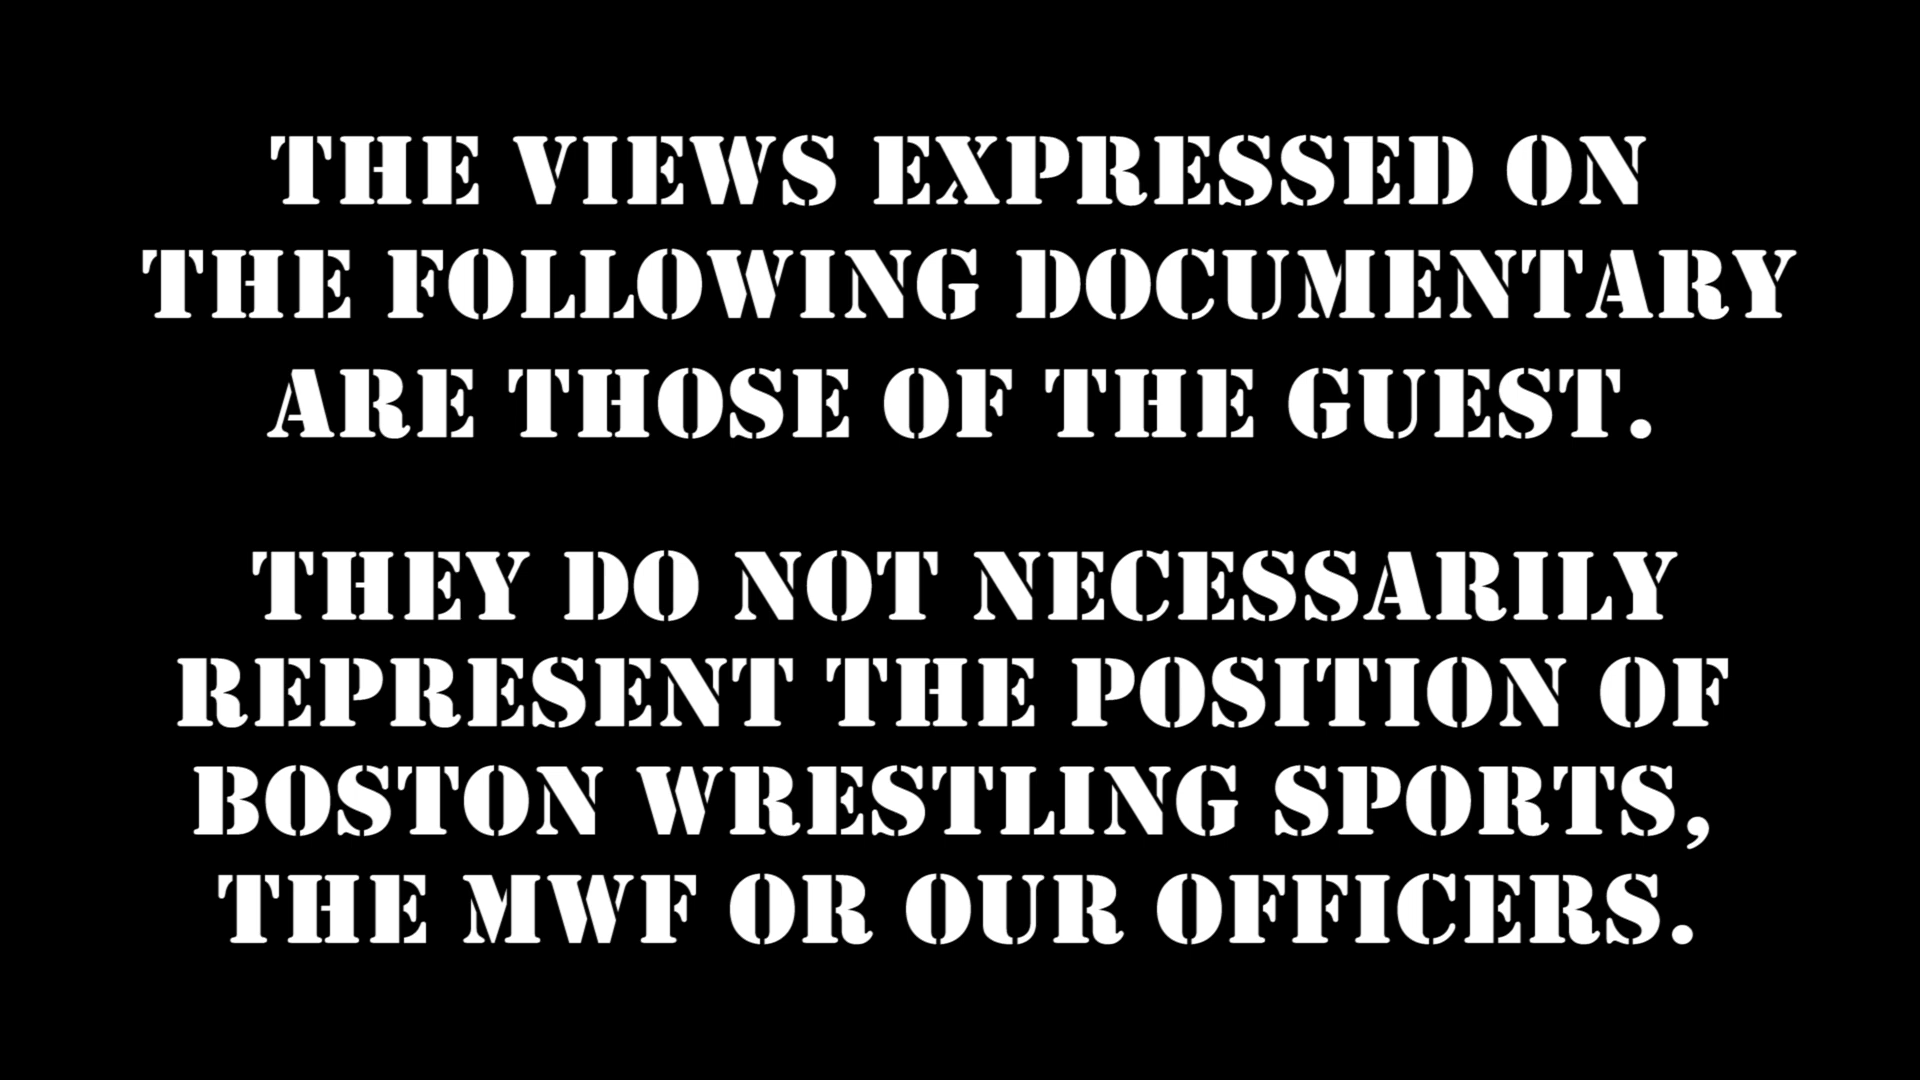 THE VIEWS EXPRESSED ON
THE FOLLOWING DOCUMENTARY
ARE THOSE OF THE GUEST.
THEY DO NOT NECESSARILY
REPRESENT THE POSITION OF
BOSTON WRESTLING SPORTS,
THE MWF OR OUR OFFICERS.